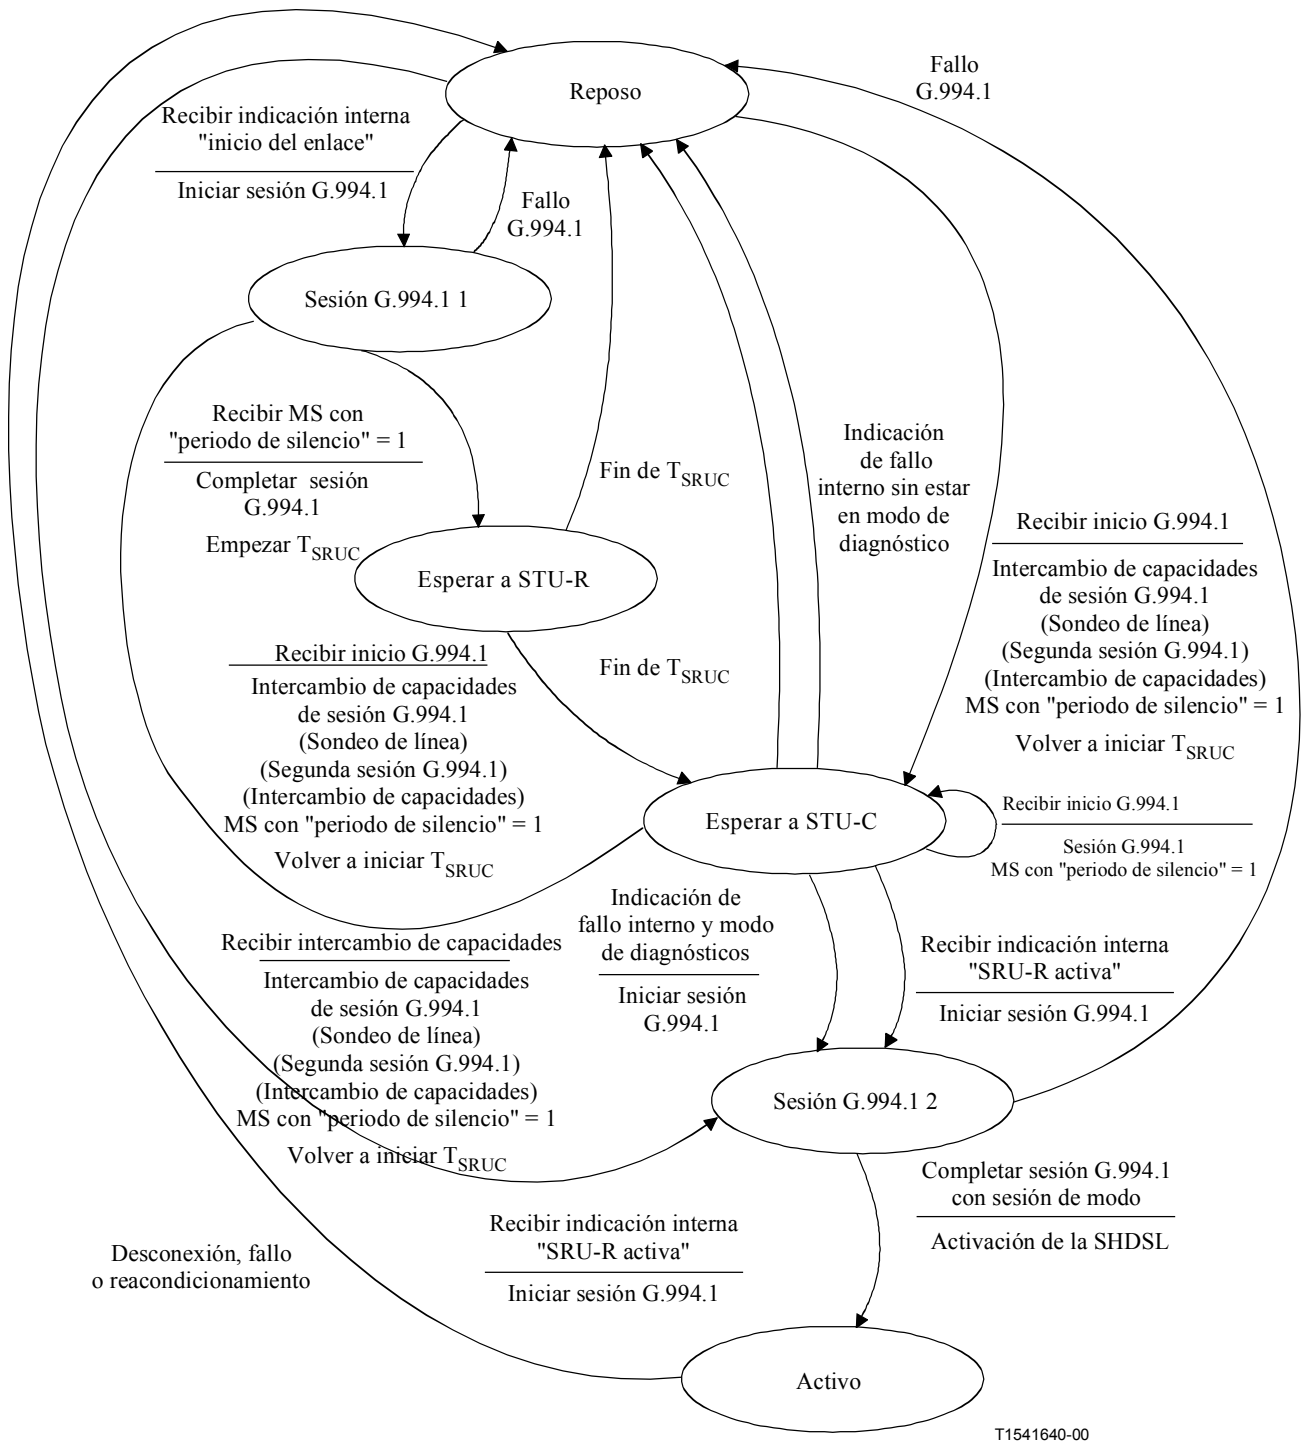 Reposo
Fallo
G.994.1
Recibir indicación interna
"inicio del enlace"
Iniciar sesión G.994.1
Fallo
G.994.1
Sesión G.994.1 1
Recibir MS con
"periodo de silencio" = 1
Completar sesión
G.994.1
Empezar TSRUC
Fin de TSRUC
Indicación
de fallo
interno sin estar
en modo de
diagnóstico
Recibir inicio G.994.1
Intercambio de capacidades
de sesión G.994.1
(Sondeo de línea)
(Segunda sesión G.994.1)
(Intercambio de capacidades)
MS con "periodo de silencio" = 1
Volver a iniciar TSRUC
Esperar a STU-R
Recibir inicio G.994.1
Intercambio de capacidades
de sesión G.994.1
(Sondeo de línea)
(Segunda sesión G.994.1)
(Intercambio de capacidades)
MS con "periodo de silencio" = 1
Volver a iniciar TSRUC
Fin de TSRUC
Esperar a STU-C
Recibir inicio G.994.1
Sesión G.994.1
MS con "periodo de silencio" = 1
Indicación de
fallo interno y modo
de diagnósticos
Iniciar sesión
G.994.1
Recibir indicación interna
"SRU-R activa"
Iniciar sesión G.994.1
Recibir intercambio de capacidades
Intercambio de capacidades
de sesión G.994.1
(Sondeo de línea)
(Segunda sesión G.994.1)
(Intercambio de capacidades)
MS con "periodo de silencio" = 1
Volver a iniciar TSRUC
Sesión G.994.1 2
Completar sesión G.994.1
con sesión de modo
Activación de la SHDSL
Recibir indicación interna
"SRU-R activa"
Iniciar sesión G.994.1
Desconexión, fallo
o reacondicionamiento
Activo
T1541640-00